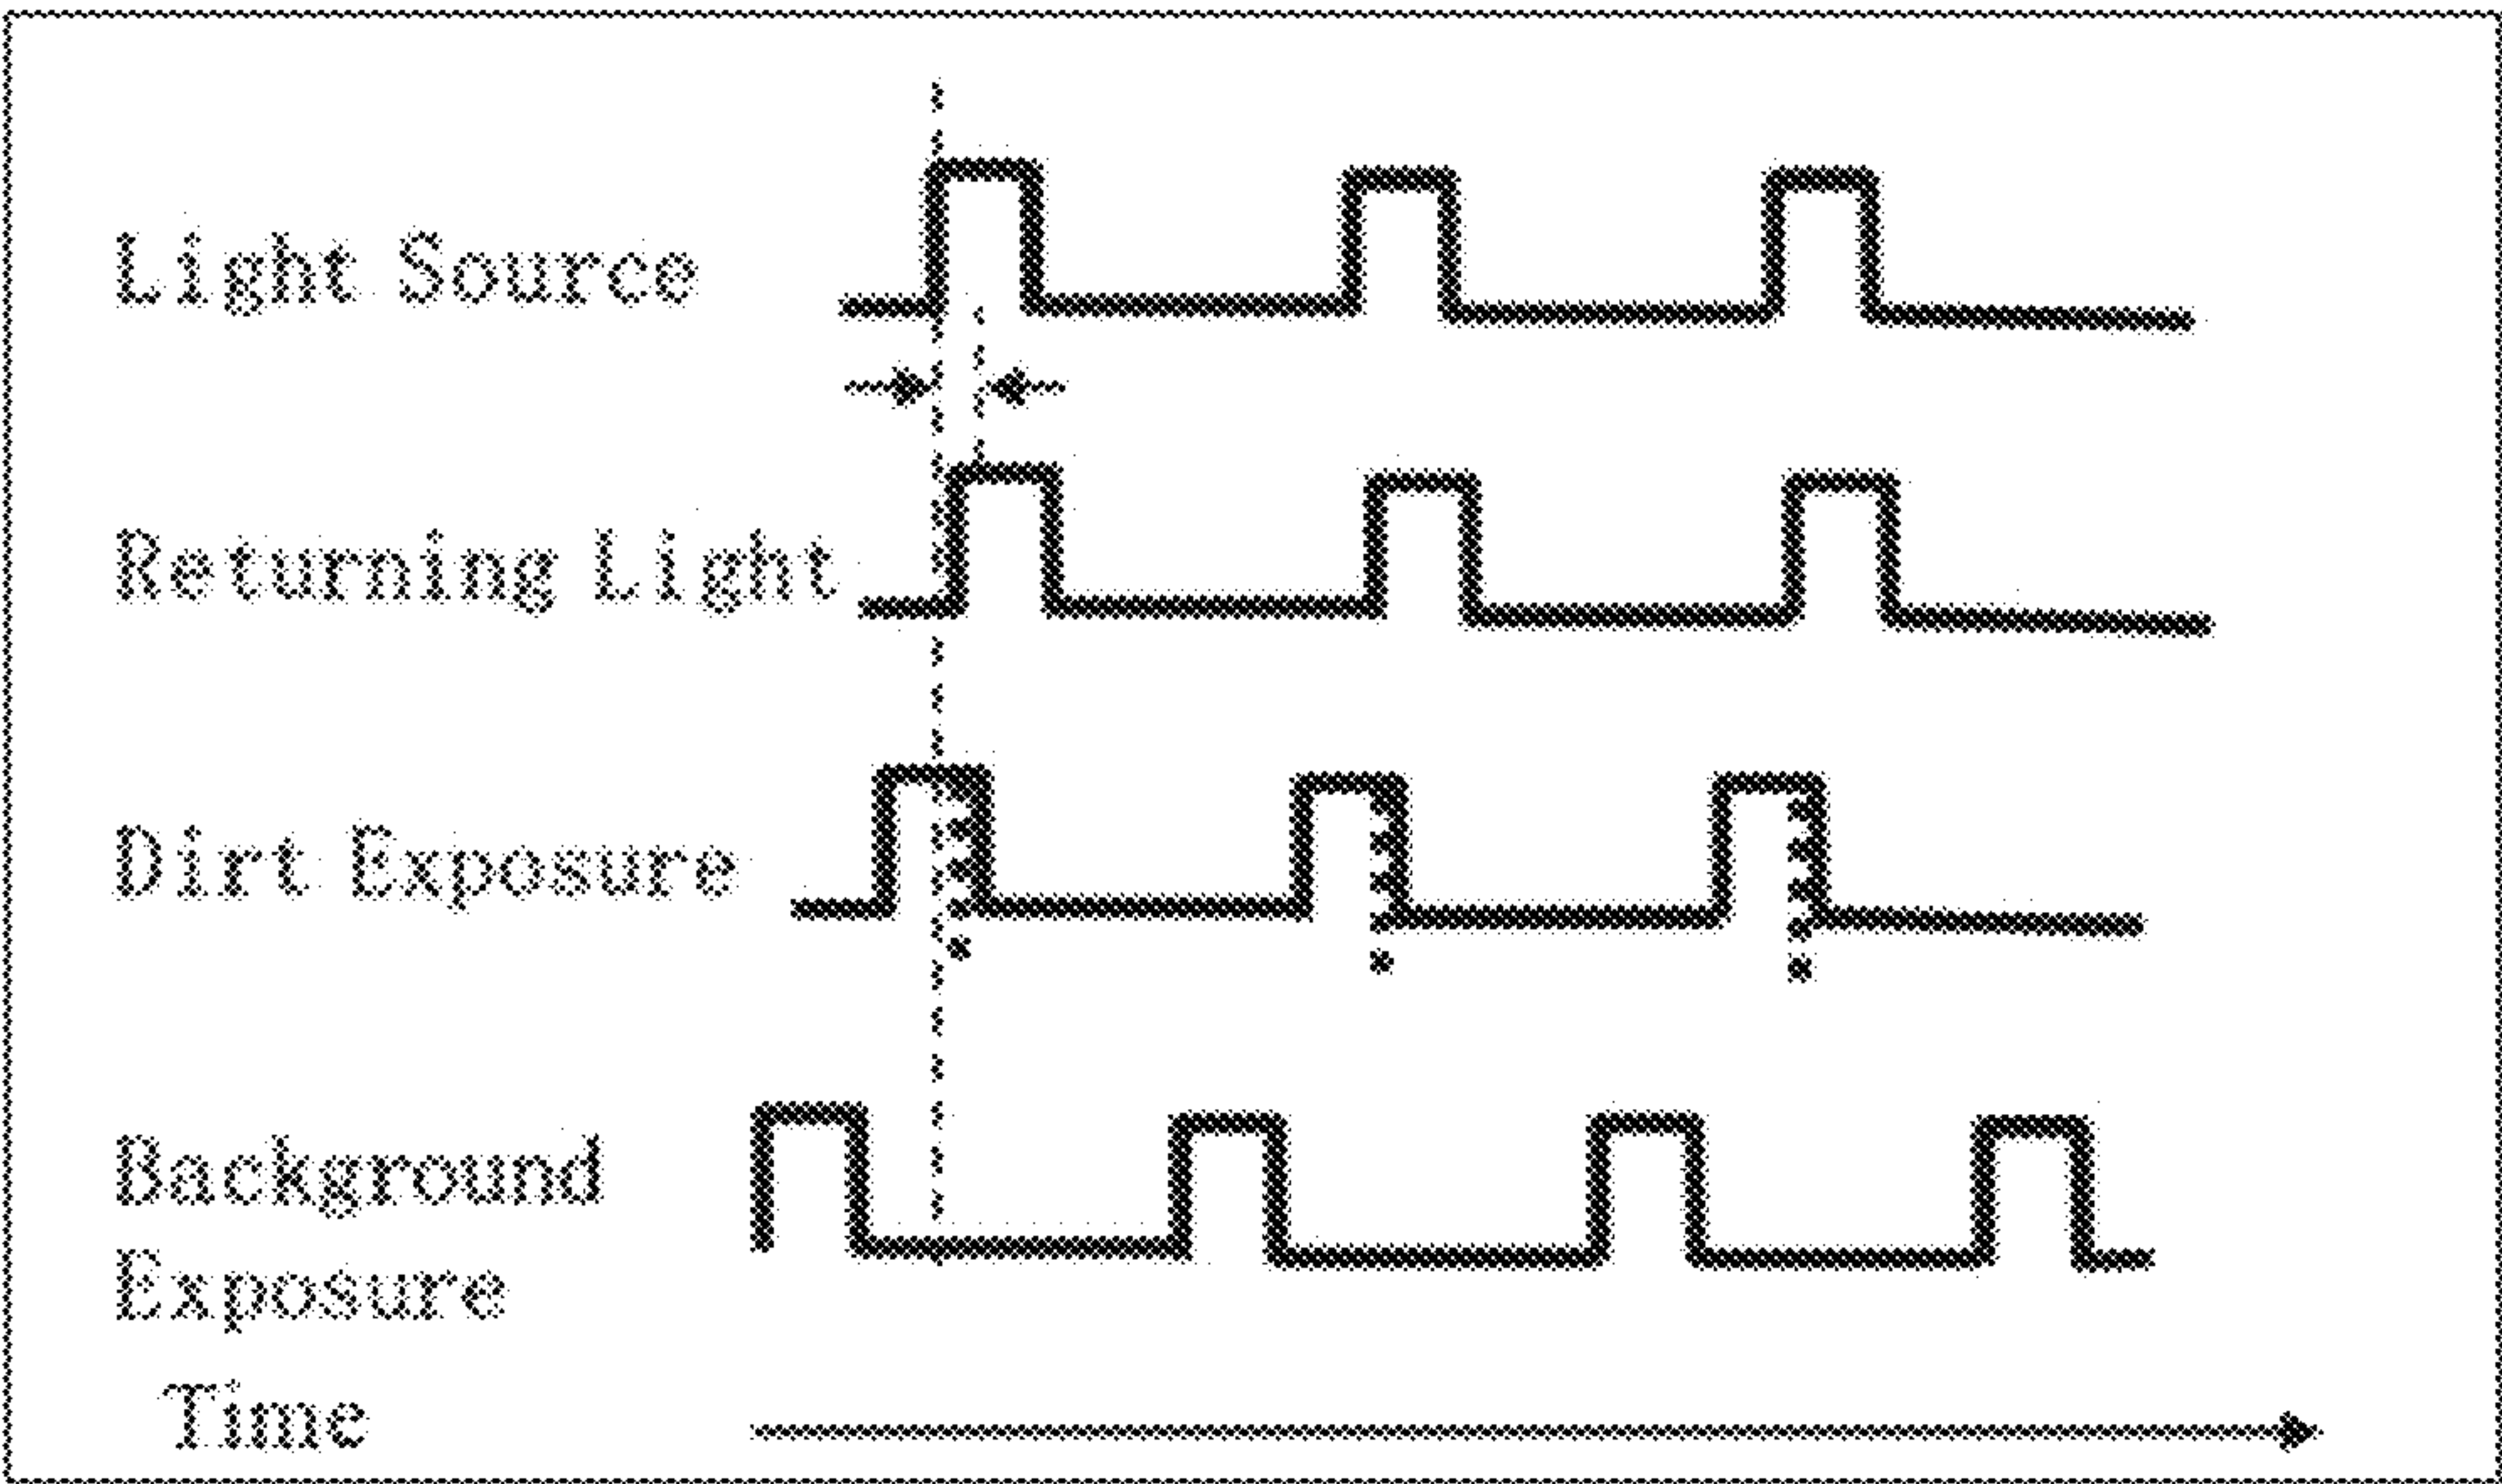 Light Source
Returning Light
Dirt Exposure
Background
Exposure
Time